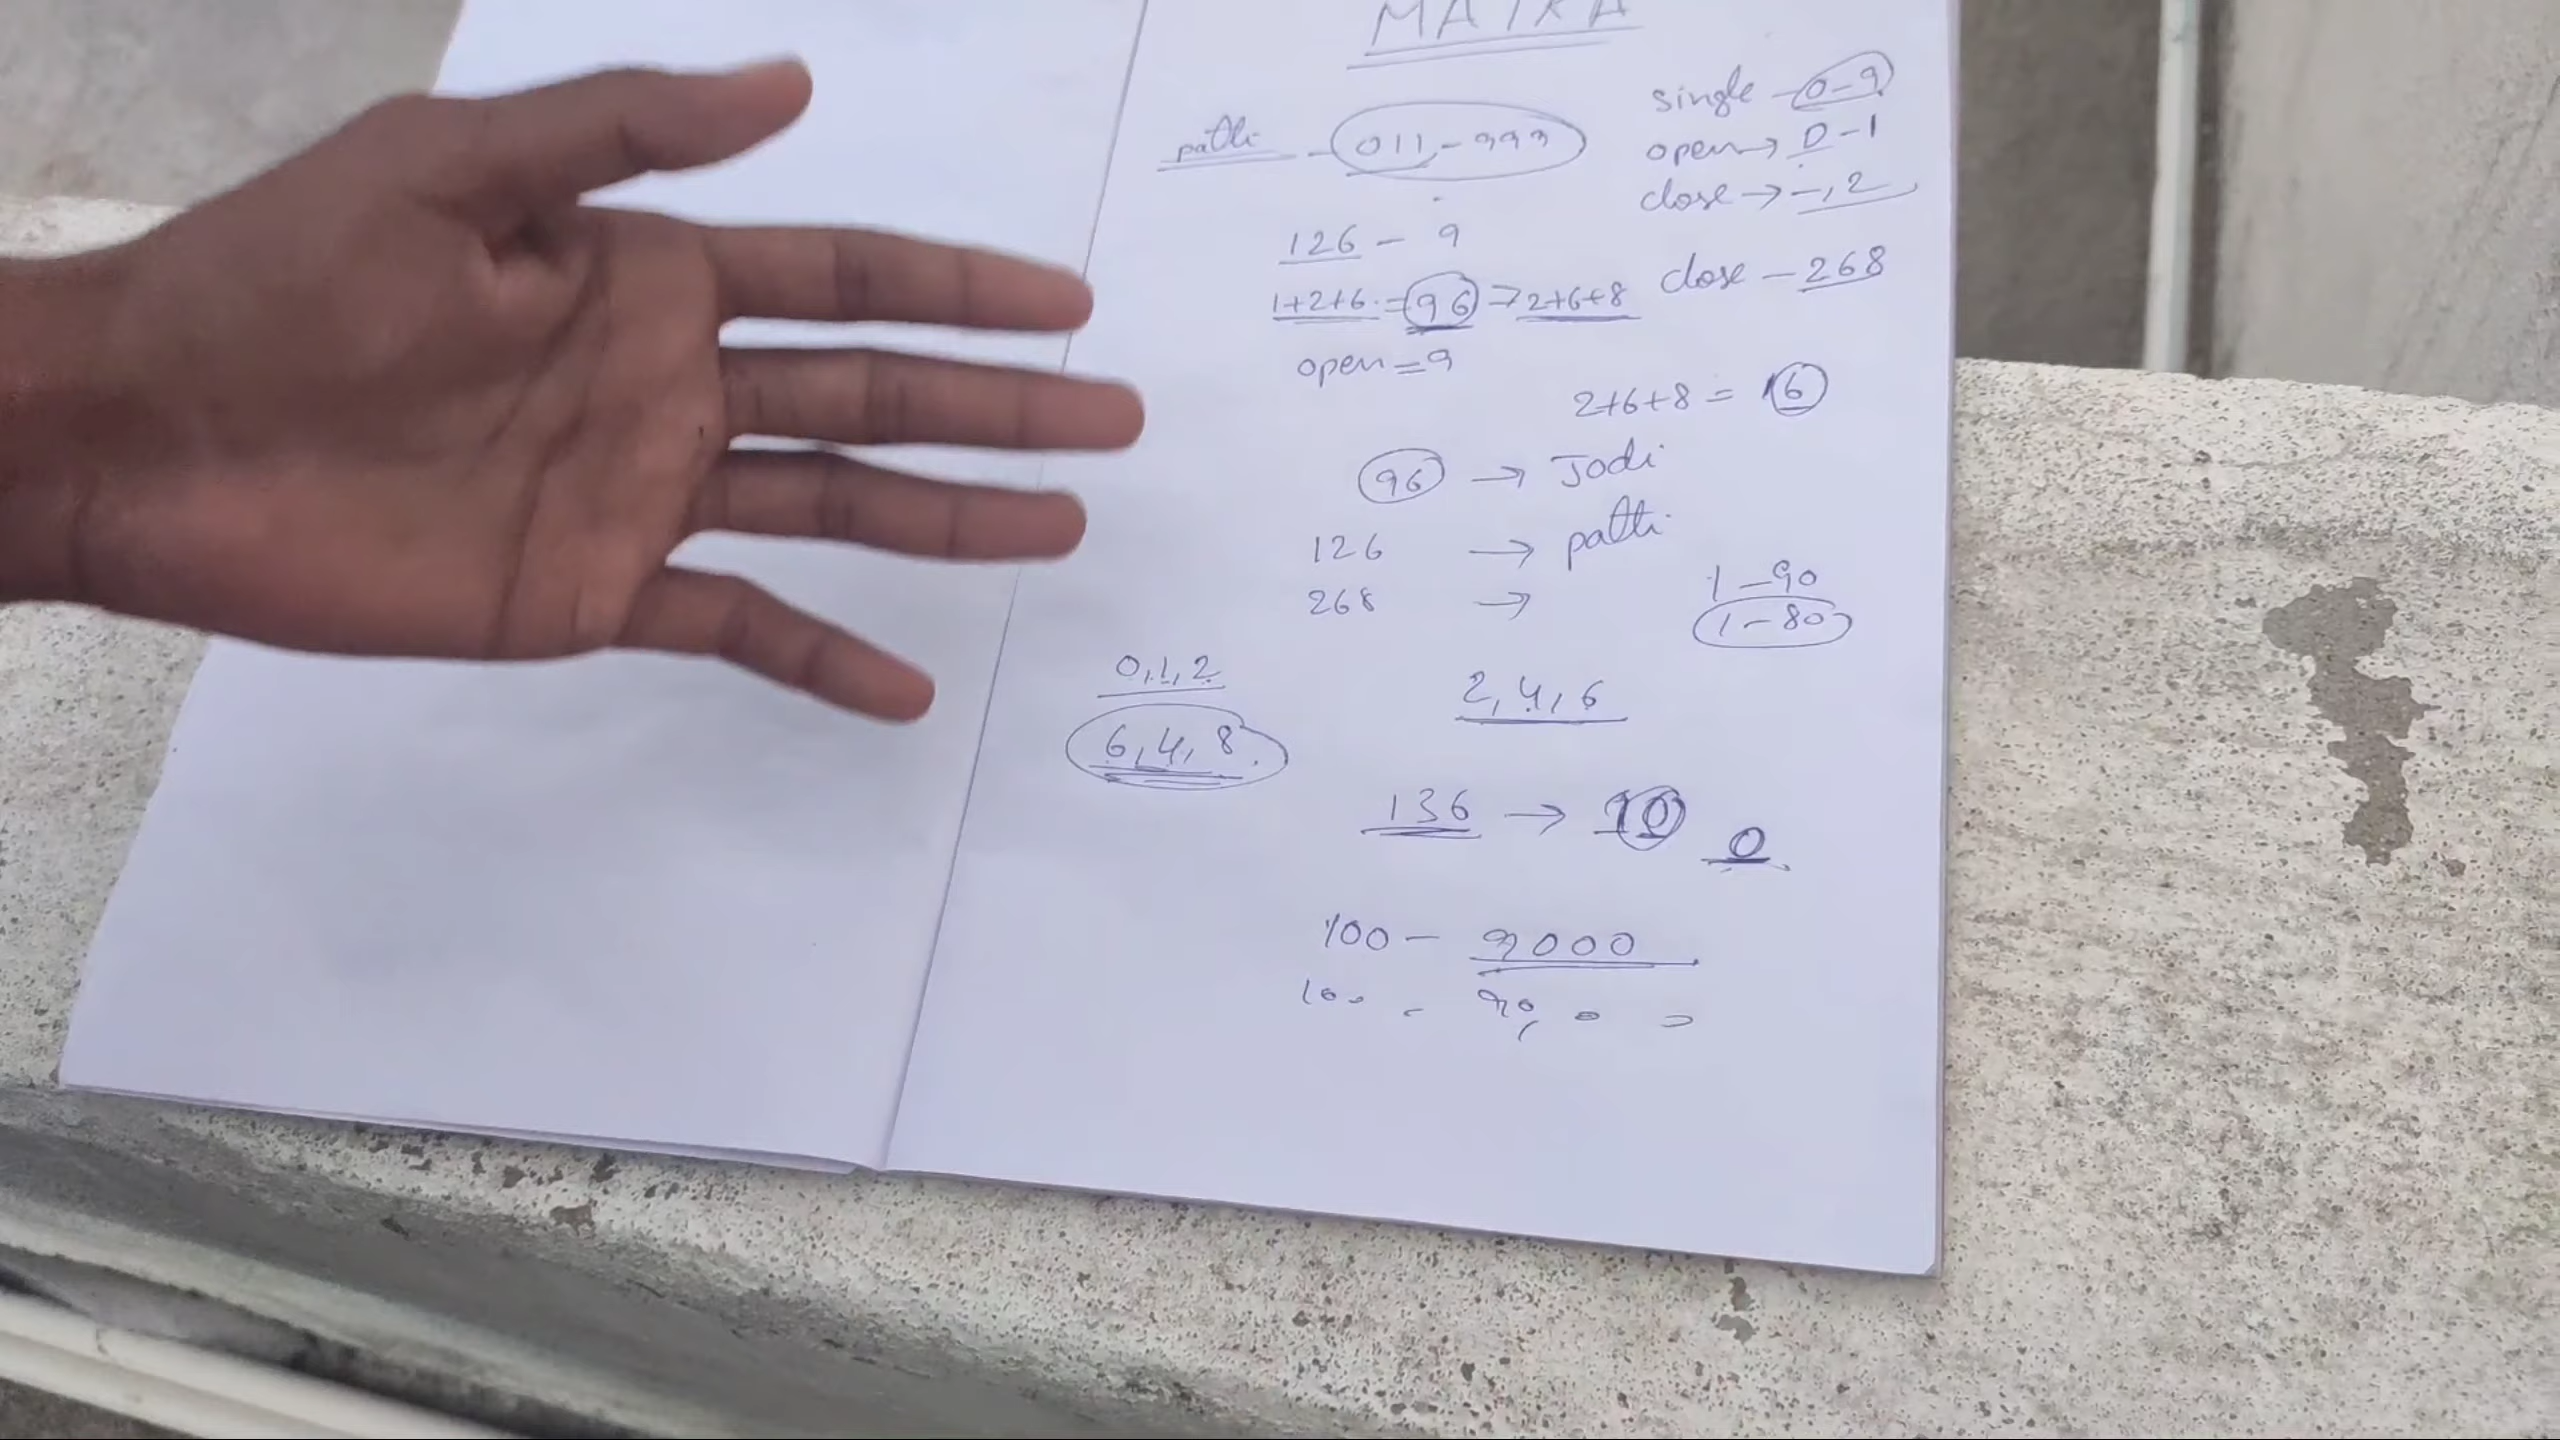 MATKA
single - 0-9
patti - 011 - 999
open → 0 - 1
close → -, 2
126 - 9
close - 268
1+2+6 = 96 => 2+6+8
open = 9
2+6+8 = 16
96 → Jodi
126 → patti
268 →
1 - 90
1 - 80
0,1,2
2,4,6
6,4,8.
136 → 10 0
100 - 9000
100 -